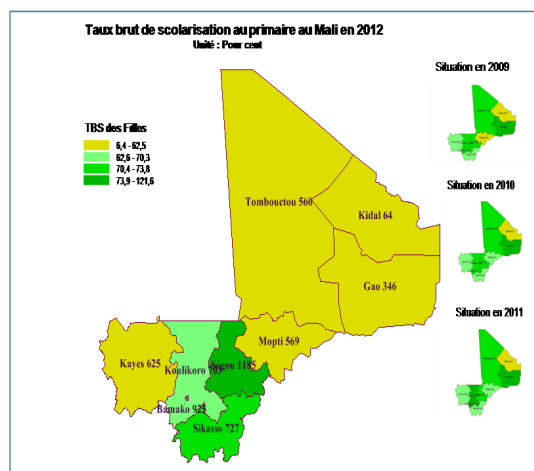 Taux brut de scolarisation au primaire au Mali en 2012
Unité : Pour cent
Situation en 2009
TBS des Filles
6,4 - 62,5
62,6 - 70,3
70,4 - 73,8
73,9 - 121,6
Situation en 2010
Tombouctou 560
Kidal 64
Gao 346
Situation en 2011
Mopti 569
Kayes 625
Ségou 1185
Koulikoro
Bamako 925
Sikasso 727